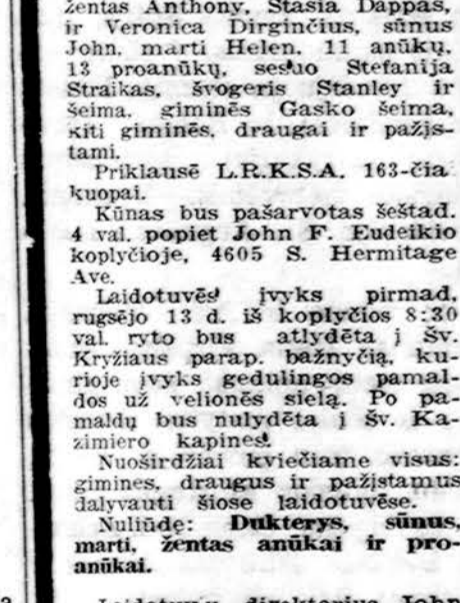 žentas Anthony, Stasia Dappas,
ir Veronica Dirginčius, sūnus
John, marti Helen, 11 anūkų,
13 proanūkų, sesuo Stefanija
Straikas, švogeris Stanley ir
šeima, giminės Gasko šeima,
kiti giminės, draugai ir pažįs-
tami.
Priklausė L.R.K.S.A. 163-čia
kuopai.
Kūnas bus pašarvotas šeštad.
4 val. popiet John F. Eudeikio
koplyčioje, 4605 S. Hermitage
Ave.
Laidotuvės įvyks pirmad.
rugsėjo 13 d. iš koplyčios 8:30
val. ryto bus atlydėta į Šv.
Kryžiaus parap. bažnyčią, ku-
rioje įvyks gedulingos pamal-
dos už velionės sielą. Po pa-
maldų bus nulydėta į Šv. Ka-
zimiero kapines.
Nuoširdžiai kviečiame visus:
gimines, draugus ir pažįstamus
dalyvauti šiose laidotuvėse.
Nuliūdę: Dukterys, sūnus,
marti, žentas anūkai ir pro-
anūkai.
direktorius John